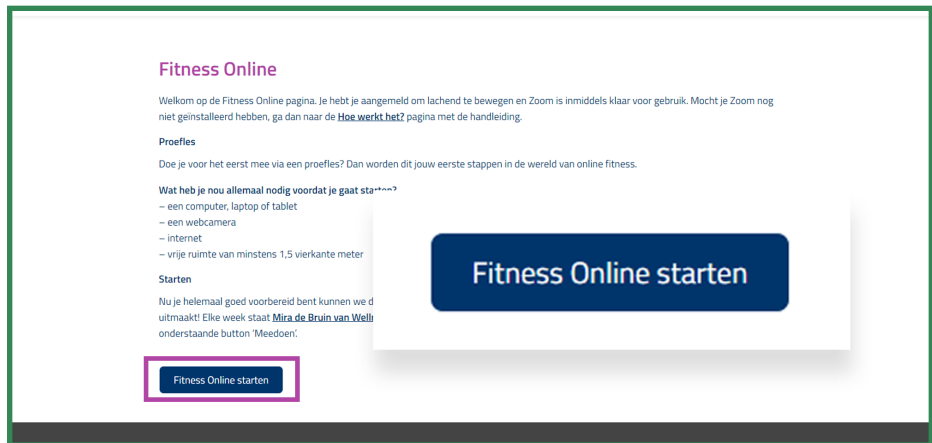 Fitness Online
Welkom op de Fitness Online pagina. Je hebt je aangemeld om lachend te bewegen en Zoom is inmiddels klaar voor gebruik. Mocht je Zoom nog
niet geïnstalleerd hebben, ga dan naar de Hoe werkt het? pagina met de handleiding.
Proefles
Doe je voor het eerst mee via een proefles? Dan worden dit jouw eerste stappen in de wereld van online fitness.
Wat heb je nou allemaal nodig voordat je gaat starten?
– een computer, laptop of tablet
– een webcamera
– internet
– vrije ruimte van minstens 1,5 vierkante meter
Starten
Nu je helemaal goed voorbereid bent kunnen we
uitmaakt! Elke week staat Mira de Bruin van
onderstaande button ‘Meedoen’.
Fitness Online starten
Fitness Online starten